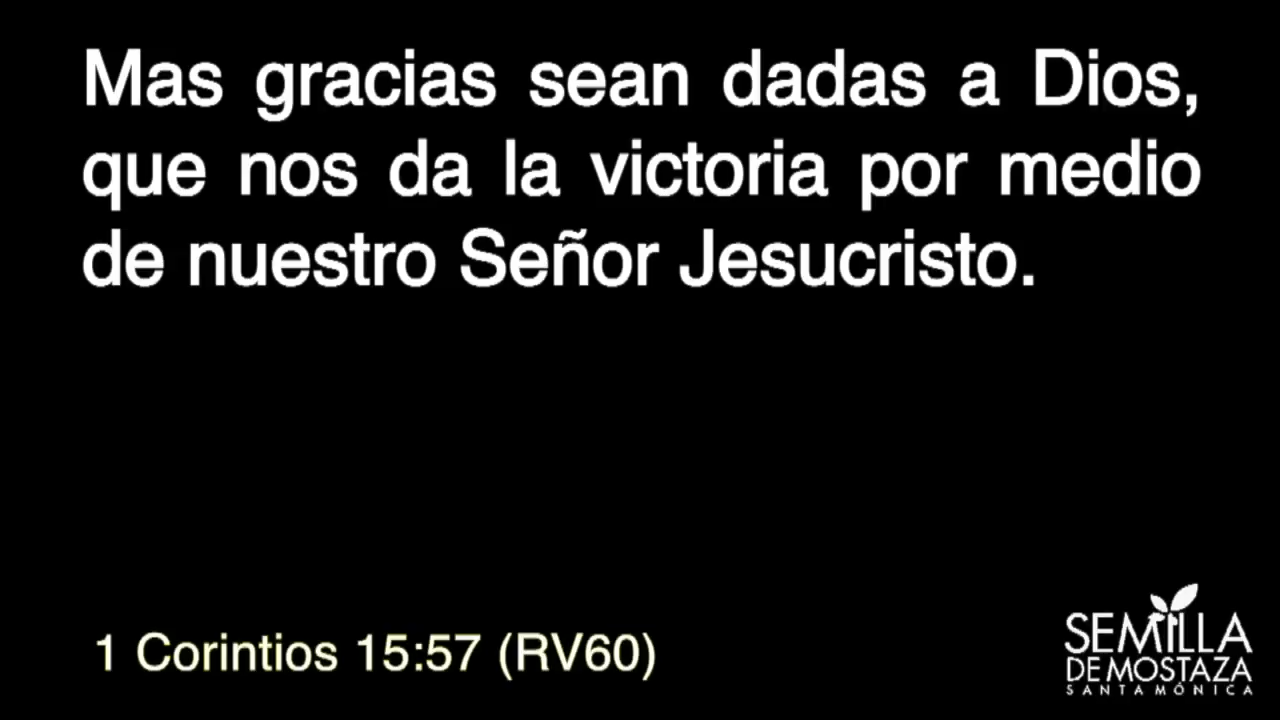 Mas gracias sean dadas a Dios,
que nos da la victoria por medio
de nuestro Señor Jesucristo.
1 Corintios 15:57 (RV60)
SEMILLA
DE MOSTAZA
SANTA MÓNICA